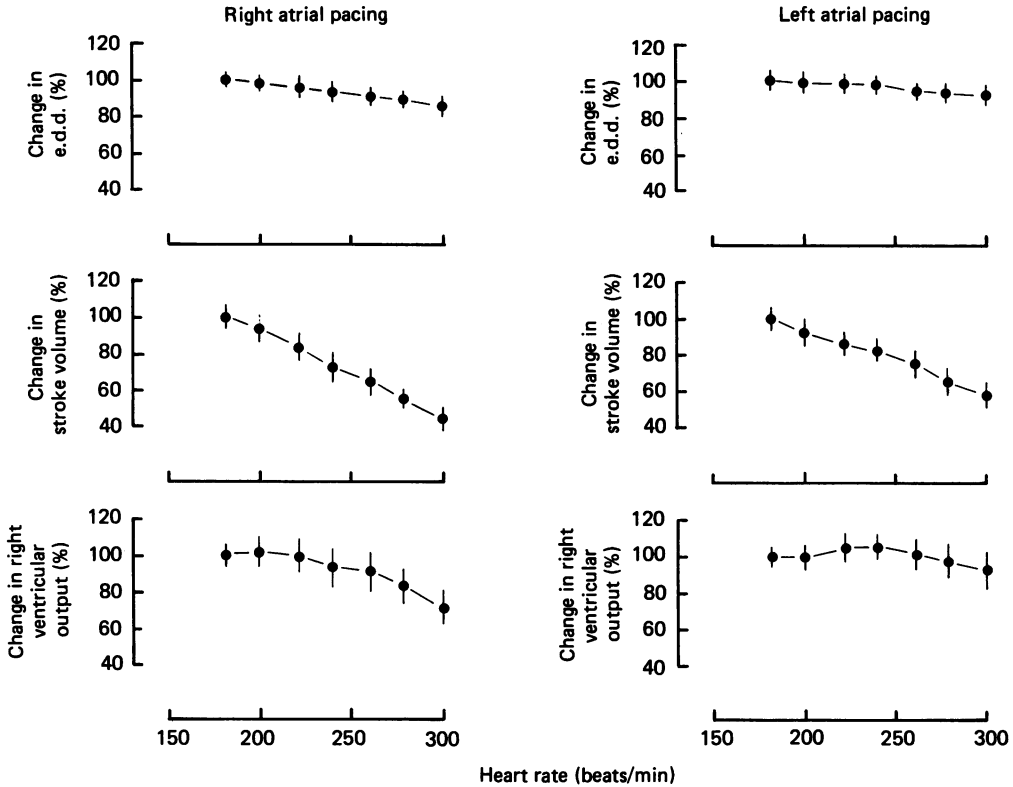 Right atrial pacing
Left atrial pacing
Change in
e.d.d. (%)
120
100
80
60
40
Change in
e.d.d. (%)
120
100
80
60
40
Change in
stroke volume (%)
120
100
80
60
40
Change in
stroke volume (%)
120
100
80
60
40
Change in right
ventricular
output (%)
120
100
80
60
40
150 200 250 300
Change in right
ventricular
output (%)
120
100
80
60
40
150 200 250 300
Heart rate (beats/min)